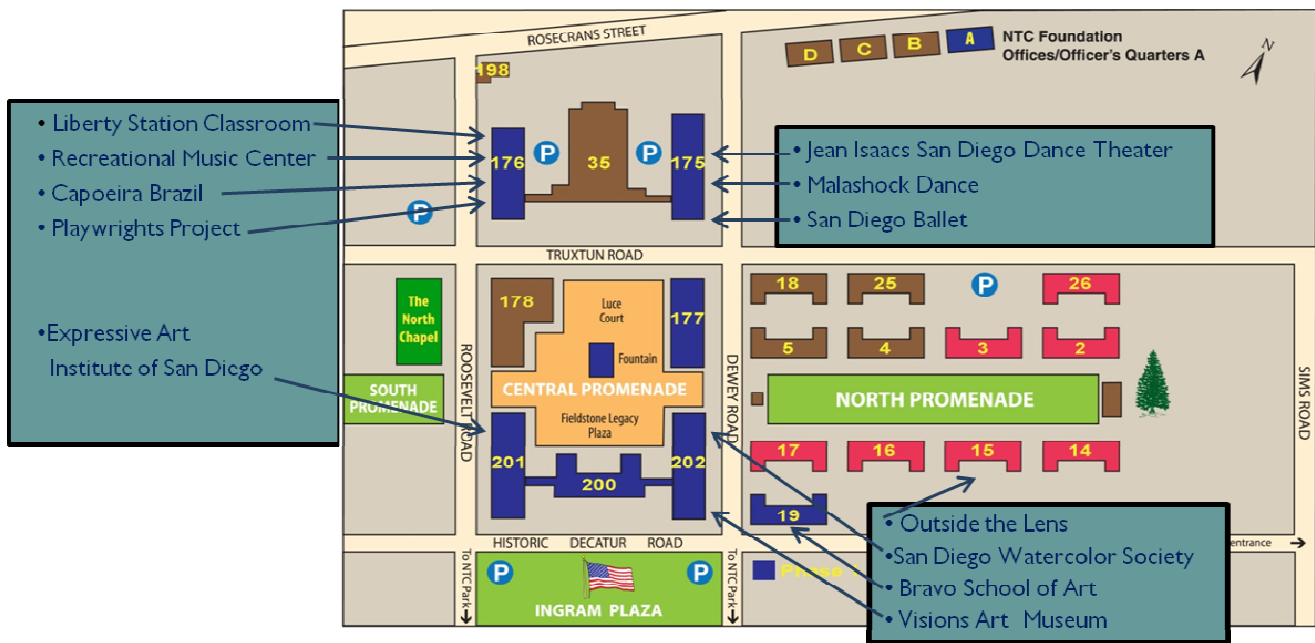 ROSECRANS STREET
D
C
B
A
NTC Foundation
Offices/Officer's Quarters A
N
198
• Liberty Station Classroom
• Recreational Music Center
• Capoeira Brazil
• Playwrights Project
•Expressive Art
Institute of San Diego
176
P
35
P
175
P
• Jean Isaacs San Diego Dance Theater
• Malashock Dance
• San Diego Ballet
TRUXTUN ROAD
The
North
Chapel
178
Luce
Court
177
Fountain
18
25
P
26
5
4
3
2
SOUTH
PROMENADE
ROOSEVELT ROAD
CENTRAL PROMENADE
DEWEY ROAD
NORTH PROMENADE
SIMS ROAD
Fieldstone Legacy
Plaza
201
200
202
17
16
15
14
19
• Outside the Lens
•San Diego Watercolor Society
• Bravo School of Art
• Visions Art Museum
HISTORIC DECATUR ROAD
entrance
To NTC Park
P
P
INGRAM PLAZA
To NTC Park